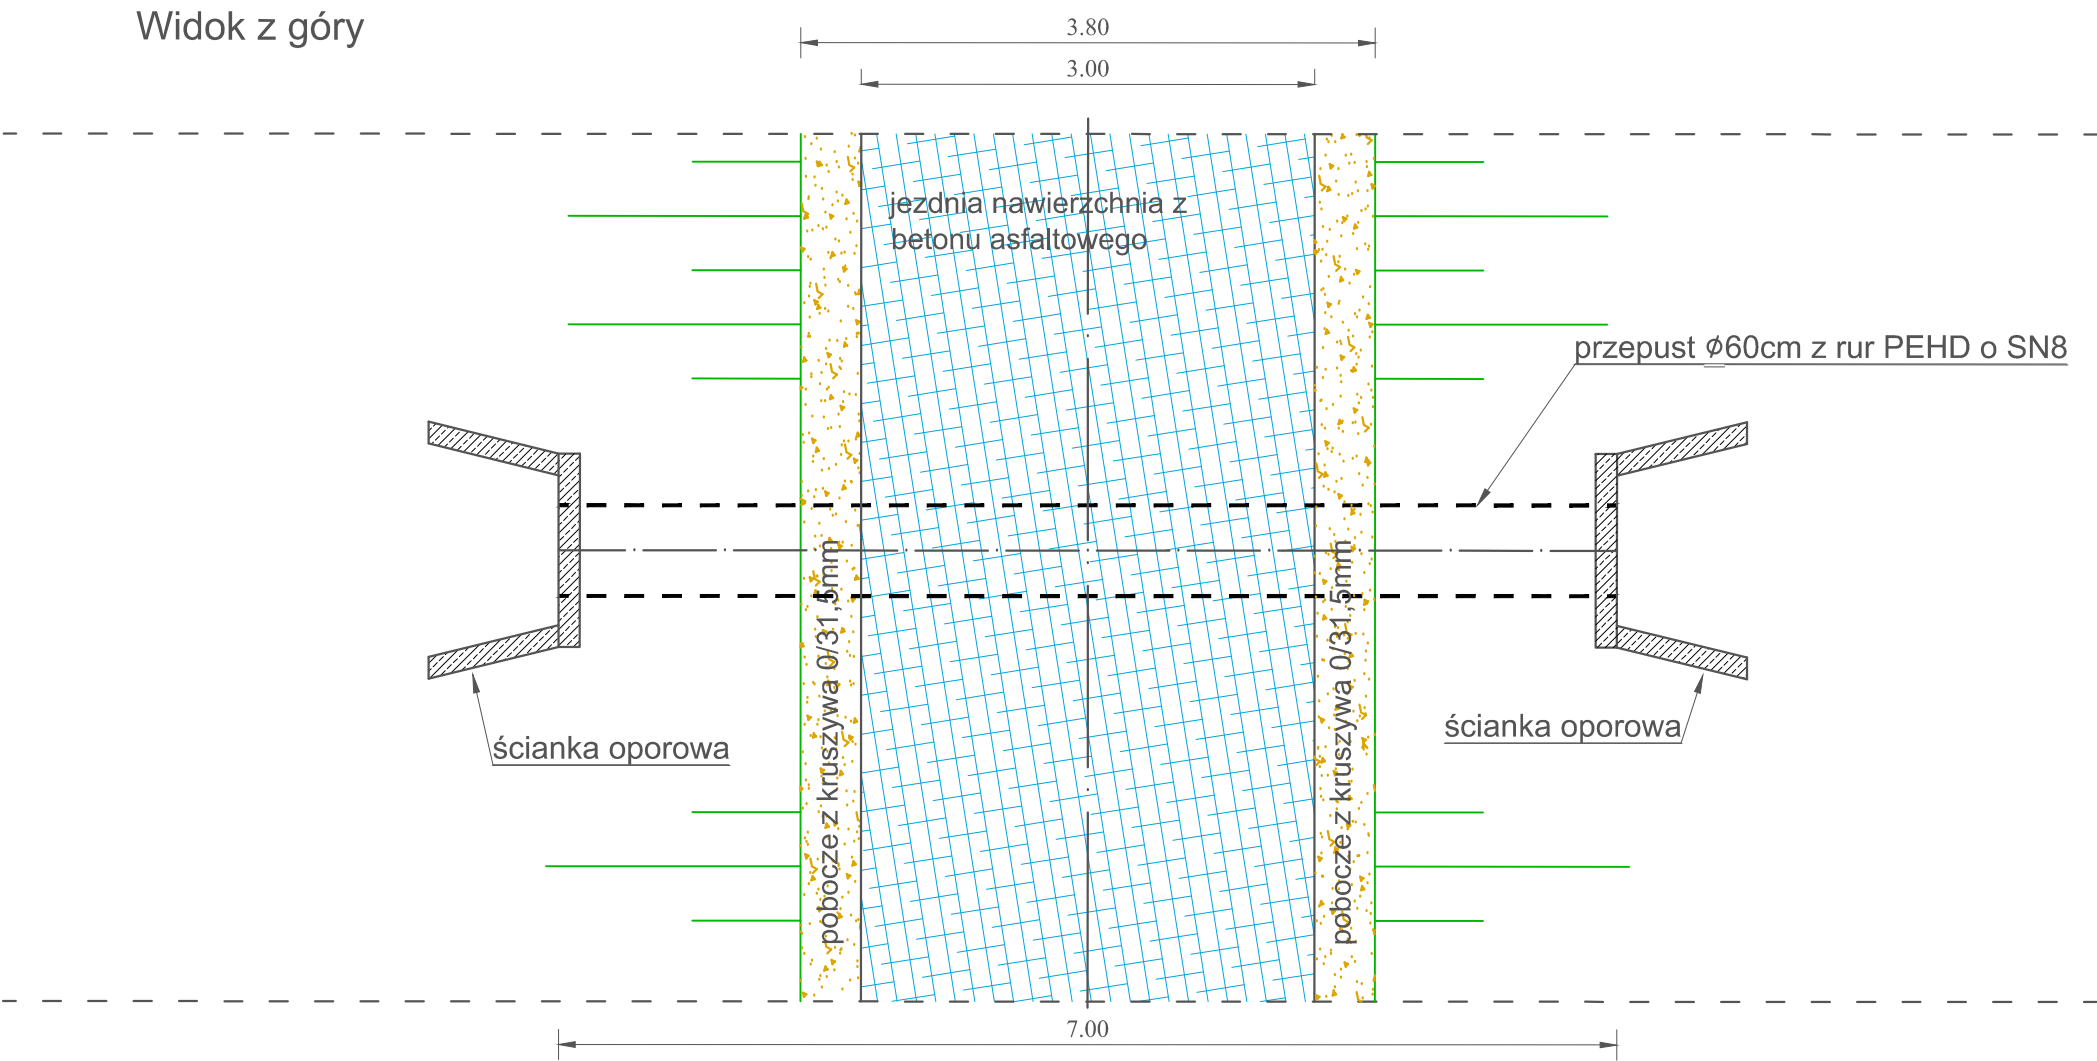 Widok z góry
3.80
3.00
jezdnia nawierzchnia z
betonu asfaltowego
przepust ϕ60cm z rur PEHD o SN8
pobocze z kruszywa 0/31,5mm
pobocze z kruszywa 0/31,5mm
ścianka oporowa
ścianka oporowa
7.00